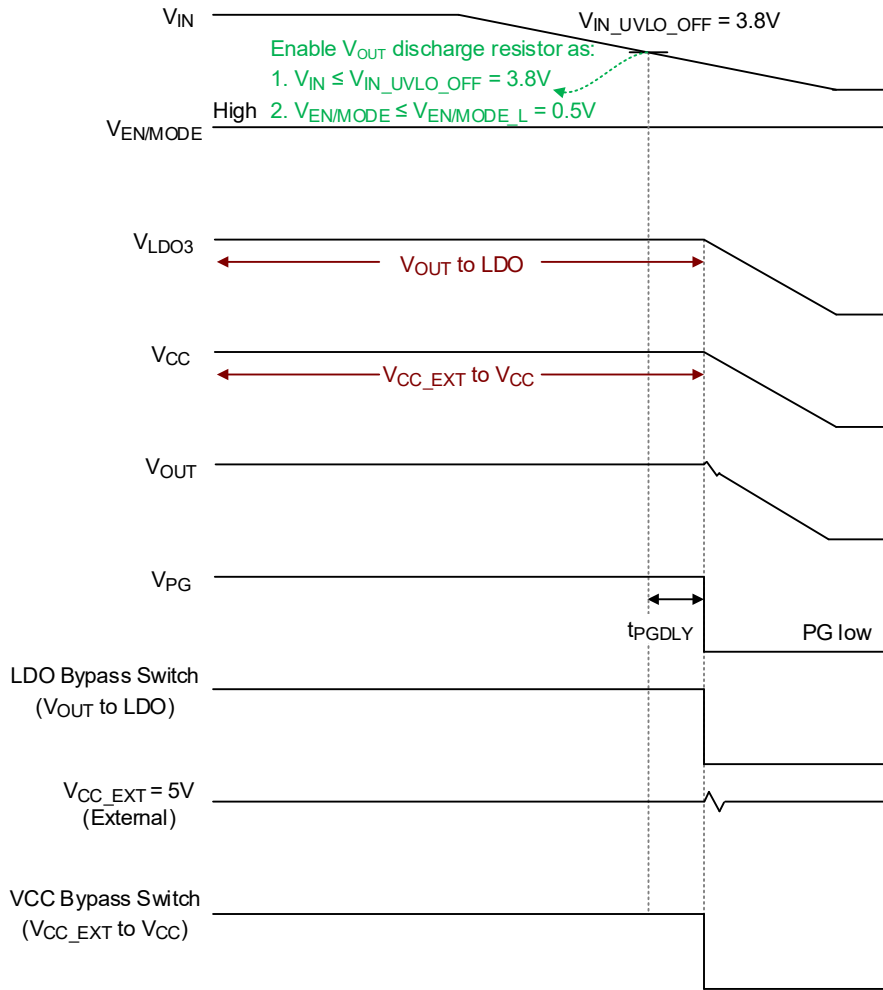 VIN
VIN_UVLO_OFF = 3.8V
Enable VOUT discharge resistor as:
1. VIN ≤ VIN_UVLO_OFF = 3.8V
High
2. VEN/MODE ≤ VEN/MODE_L = 0.5V
VEN/MODE
VLDO3
VOUT to LDO
VCC
VCC_EXT to VCC
VOUT
VPG
tPGDLY
PG low
LDO Bypass Switch
(VOUT to LDO)
VCC_EXT = 5V
(External)
VCC Bypass Switch
(VCC_EXT to VCC)